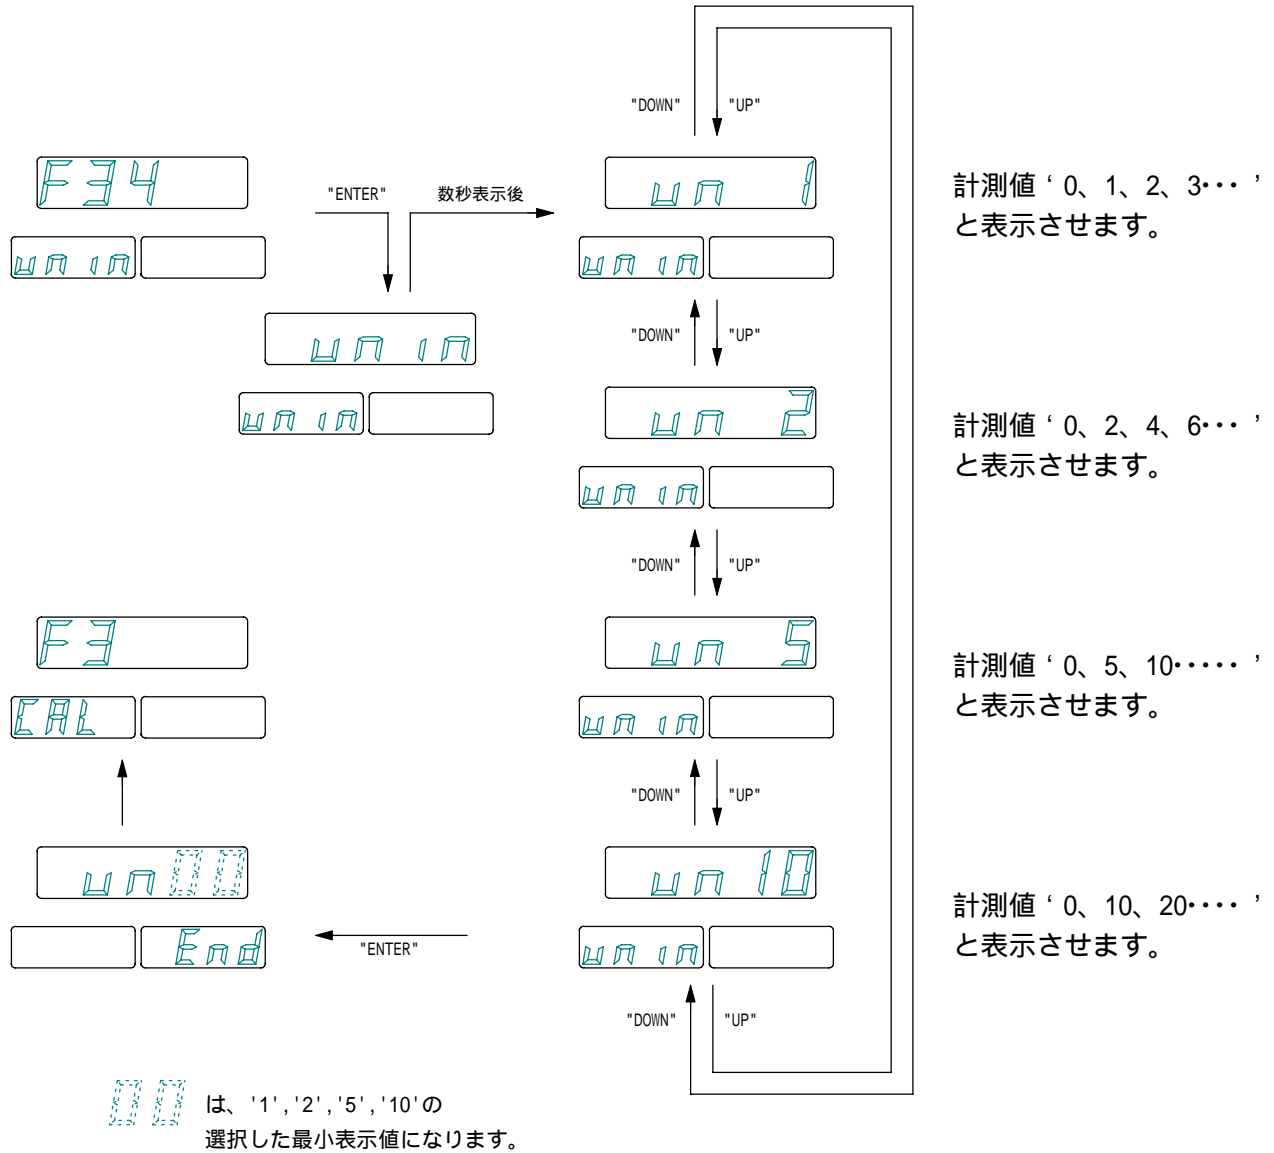 "DOWN" "UP"
F34
un in
"ENTER"
数秒表示後
un in
un in
un 1
un in
計測値‘0、1、2、3･･･’
と表示させます。
"DOWN" "UP"
un 2
un in
計測値‘0、2、4、6･･･’
と表示させます。
"DOWN" "UP"
F3
CAL
un 5
un in
計測値‘0、5、10･････’
と表示させます。
"DOWN" "UP"
un 00
End
"ENTER"
un 10
un in
計測値‘0、10、20････’
と表示させます。
"DOWN" "UP"
00 は、'1','2','5','10'の
選択した最小表示値になります。